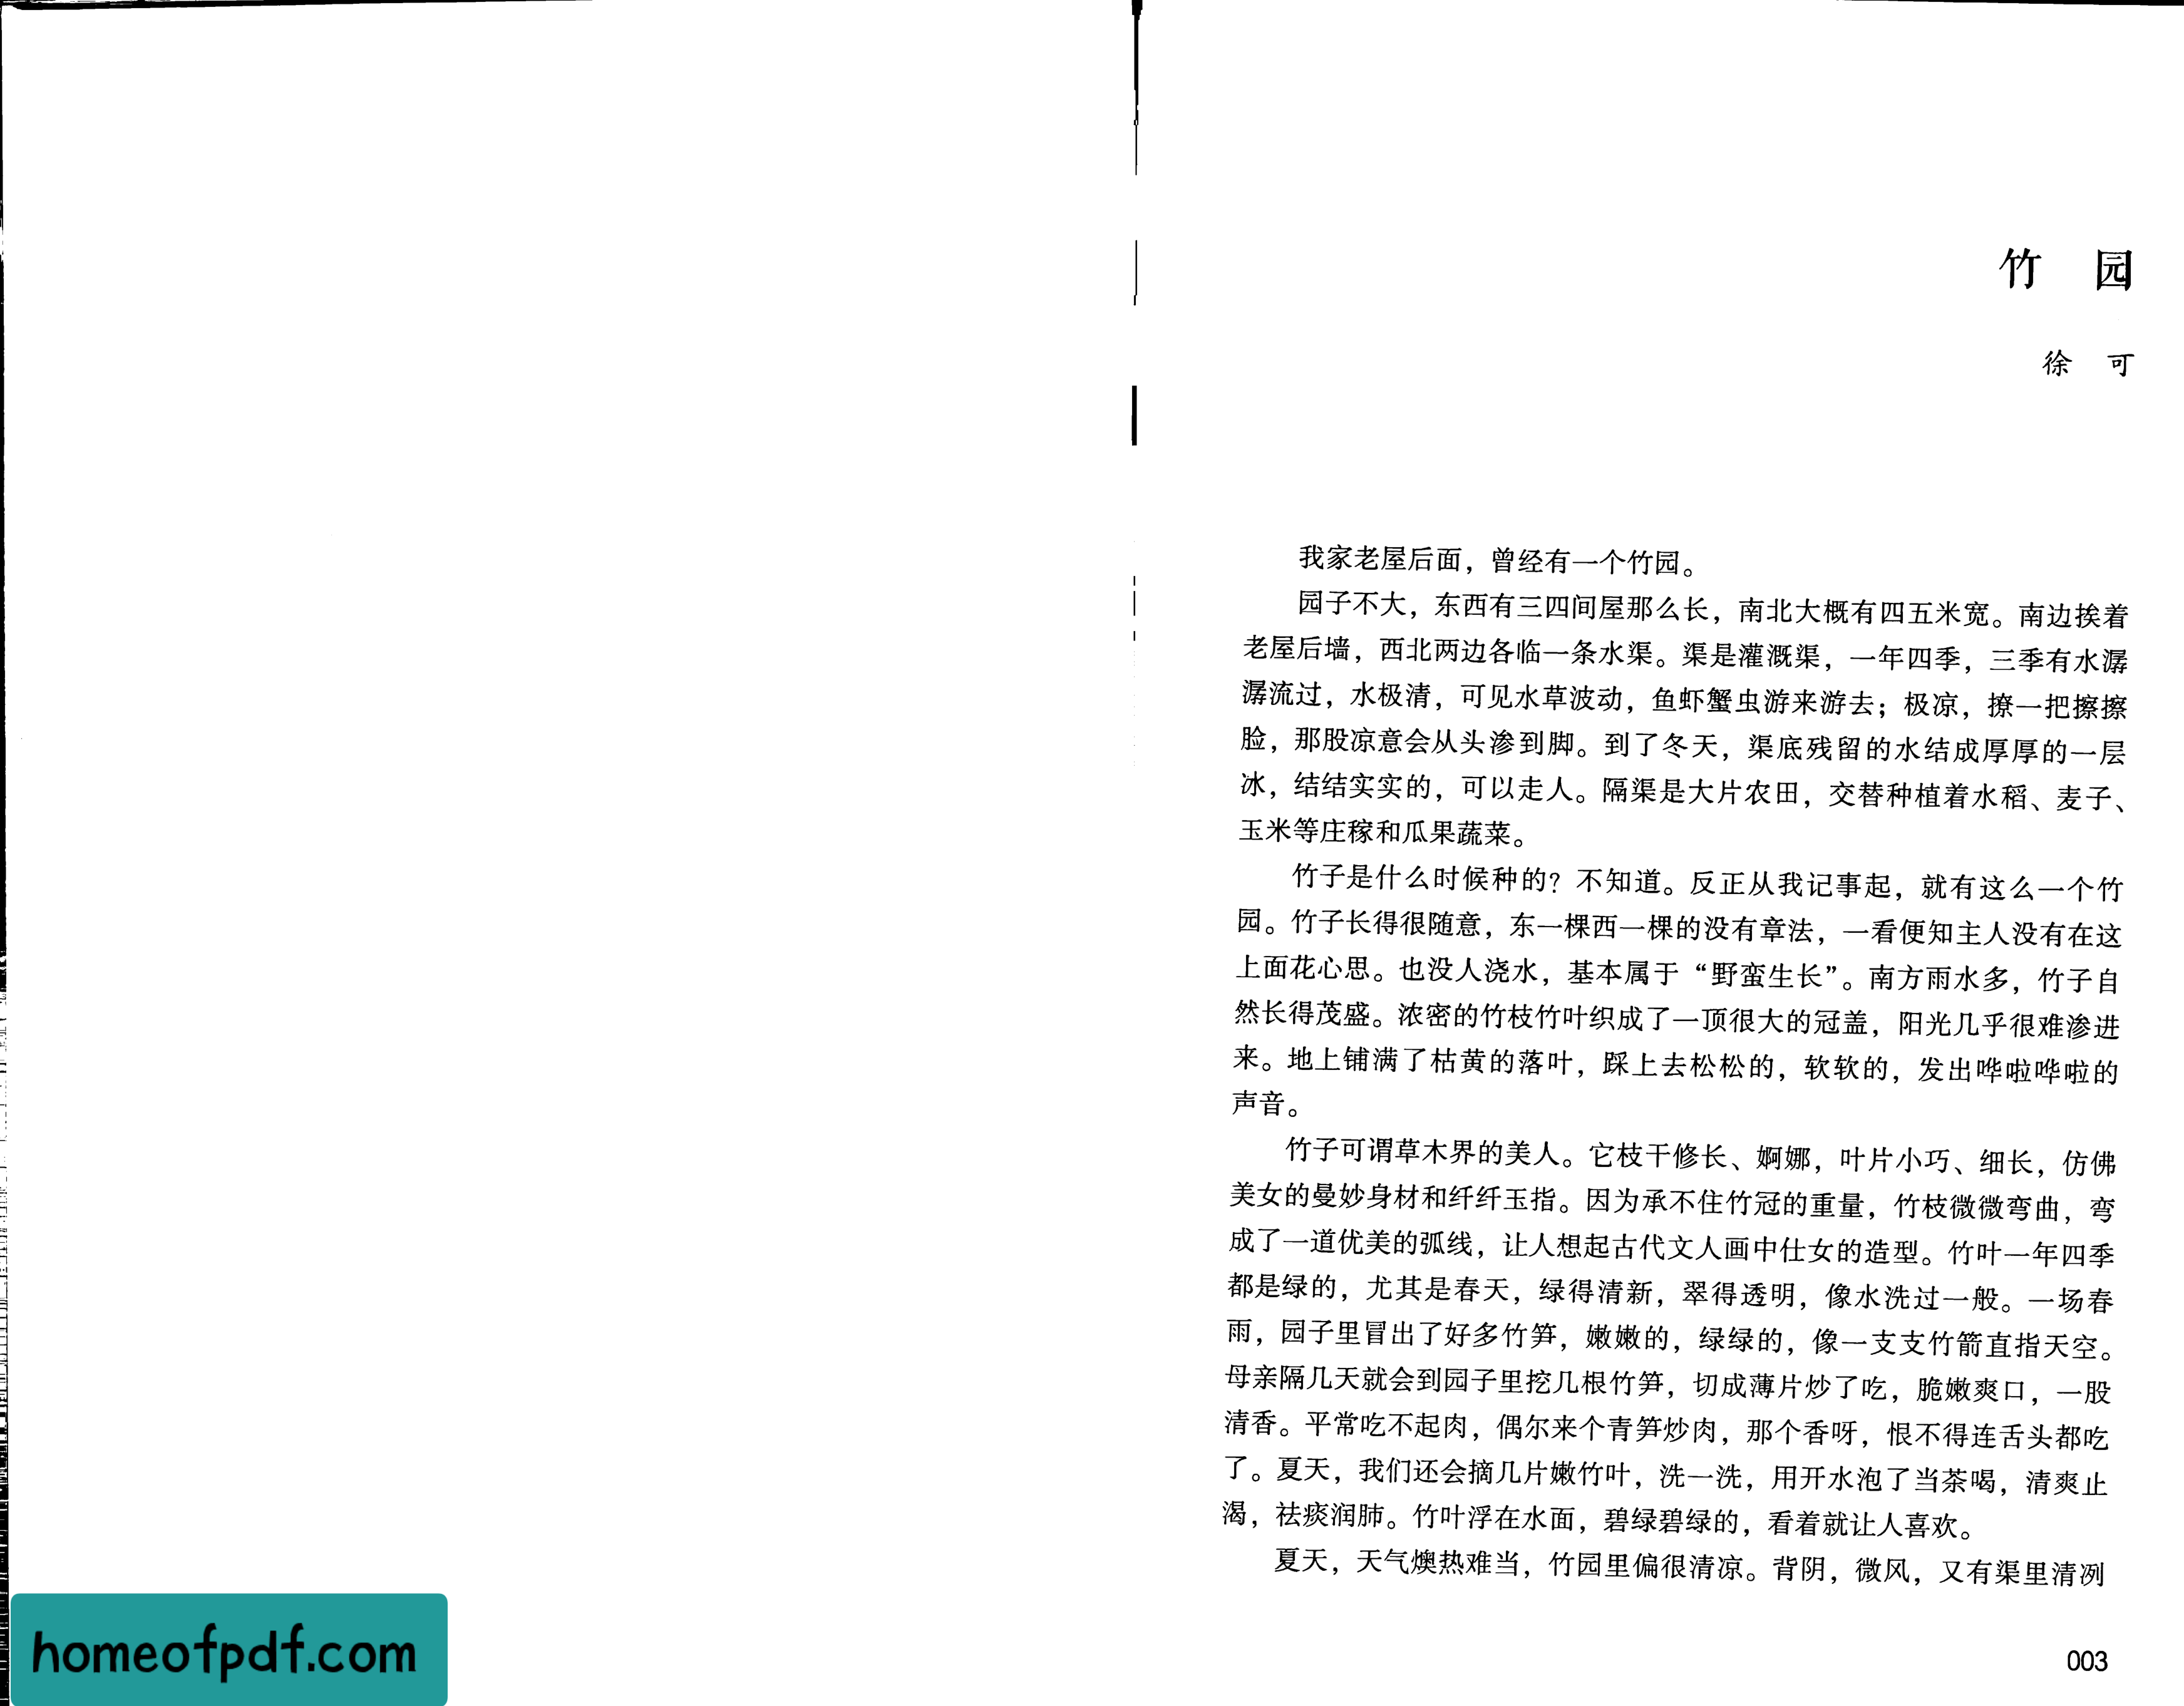 竹 园
徐 可
我家老屋后面，曾经有一个竹园。
园子不大，东西有三四间屋那么长，南北大概有四五米宽。南边挨着
老屋后墙，西北两边各临一条水渠。渠是灌溉渠，一年四季，三季有水潺
潺流过，水极清，可见水草波动，鱼虾蟹虫游来游去；极凉，撩一把擦擦
脸，那股凉意会从头渗到脚。到了冬天，渠底残留的水结成厚厚的一层
冰，结结实实的，可以走人。隔渠是大片农田，交替种植着水稻、麦子、
玉米等庄稼和瓜果蔬菜。
竹子是什么时候种的？不知道。反正从我记事起，就有这么一个竹
园。竹子长得很随意，东一棵西一棵的没有章法，一看便知主人没有在这
上面花心思。也没人浇水，基本属于“野蛮生长”。南方雨水多，竹子自
然长得茂盛。浓密的竹枝竹叶织成了一顶很大的冠盖，阳光几乎很难渗进
来。地上铺满了枯黄的落叶，踩上去松松的，软软的，发出哗啦哗啦的
声音。
竹子可谓草木界的美人。它枝干修长、婀娜，叶片小巧、细长，仿佛
美女的曼妙身材和纤纤玉指。因为承不住竹冠的重量，竹枝微微弯曲，弯
成了一道优美的弧线，让人想起古代文人画中仕女的造型。竹叶一年四季
都是绿的，尤其是春天，绿得清新，翠得透明，像水洗过一般。一场春
雨，园子里冒出了好多竹笋，嫩嫩的，绿绿的，像一支支竹箭直指天空。
母亲隔几天就会到园子里挖几根竹笋，切成薄片炒了吃，脆嫩爽口，一股
清香。平常吃不起肉，偶尔来个青笋炒肉，那个香呀，恨不得连舌头都吃
了。夏天，我们还会摘几片嫩竹叶，洗一洗，用开水泡了当茶喝，清爽止
渴，祛痰润肺。竹叶浮在水面，碧绿碧绿的，看着就让人喜欢。
夏天，天气燠热难当，竹园里偏很清凉。背阴，微风，又有渠里清冽
003
homeofpdf.com